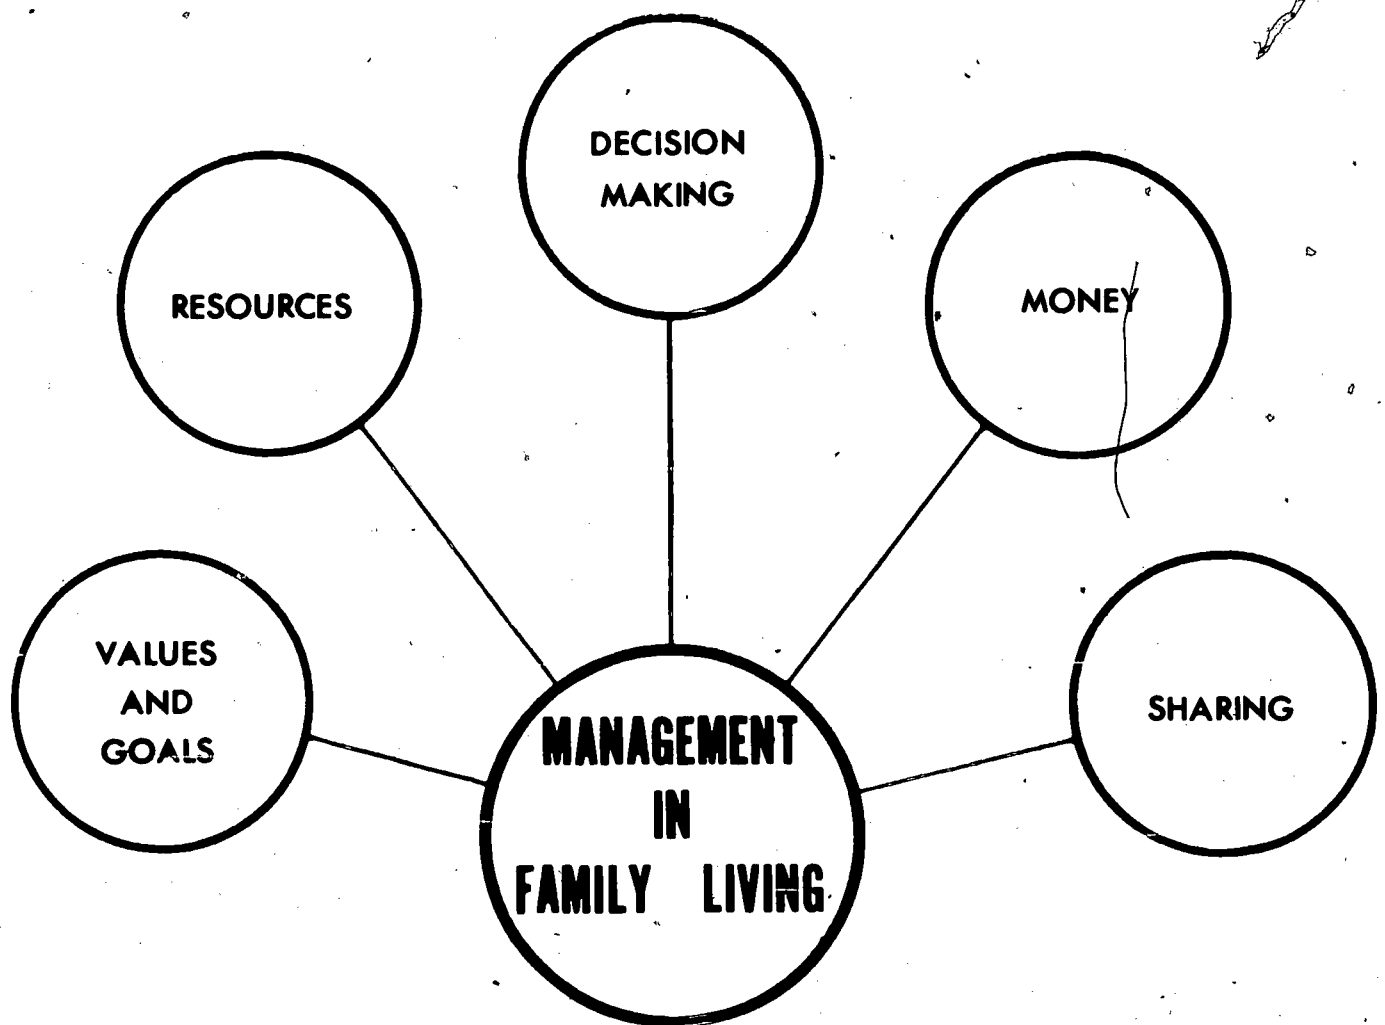 DECISION
MAKING
RESOURCES
MONEY
VALUES
AND
GOALS
SHARING
MANAGEMENT
IN
FAMILY LIVING